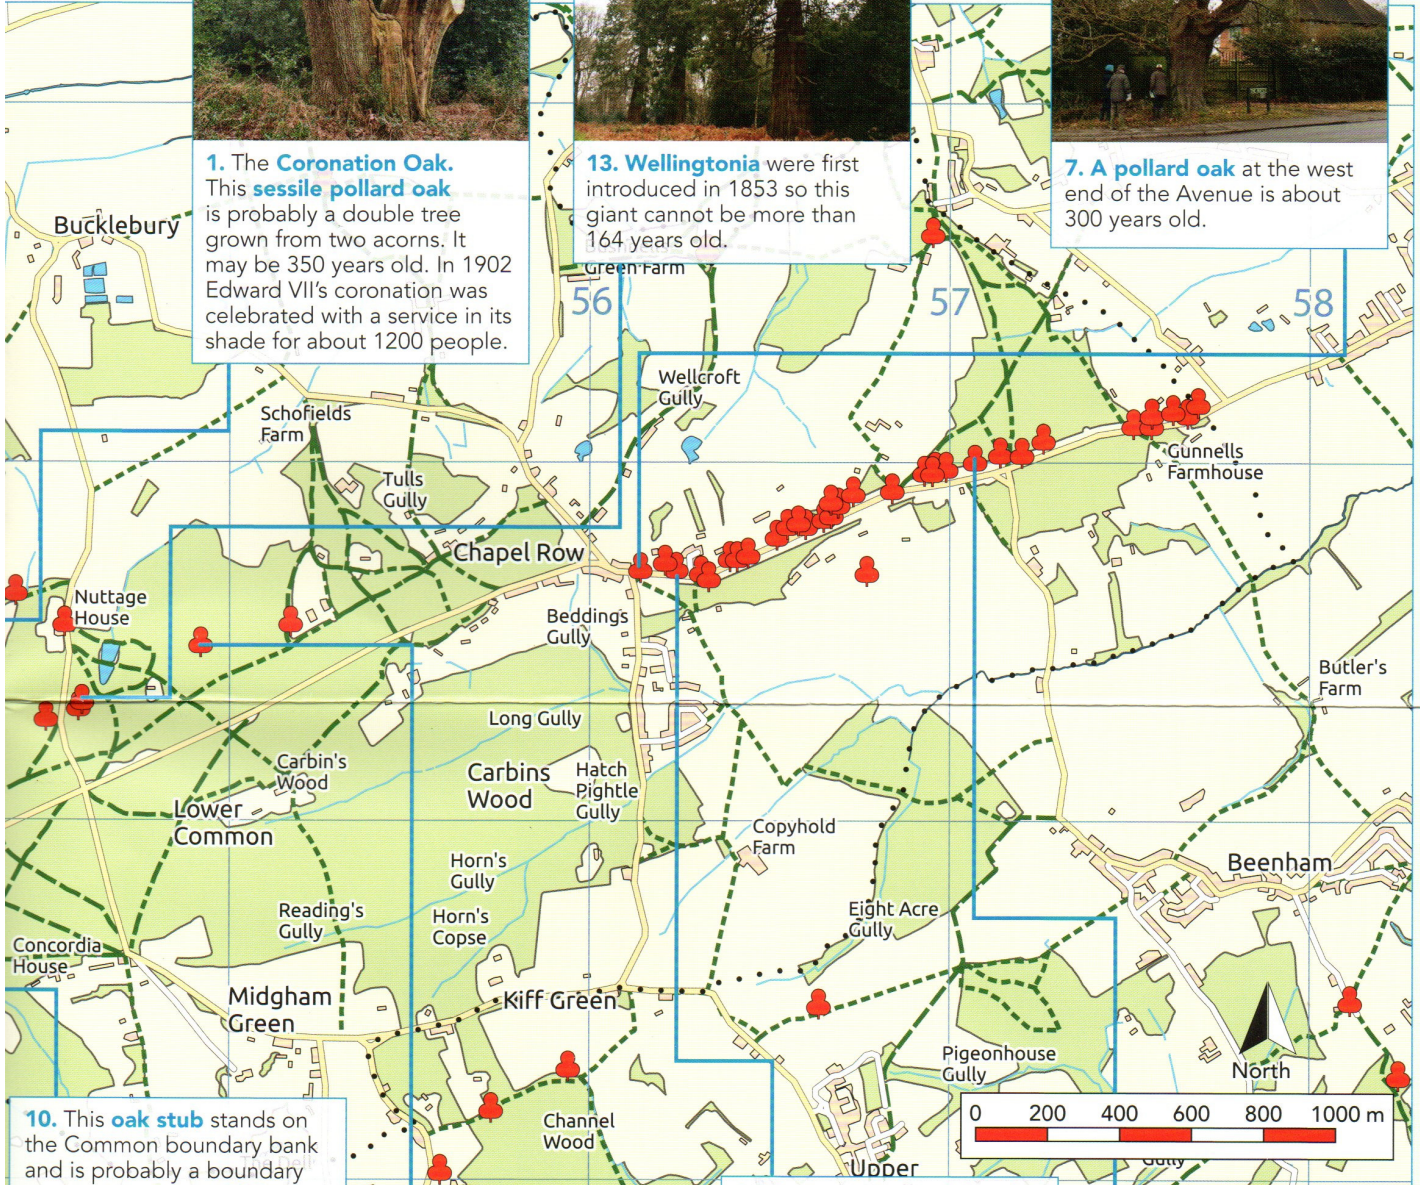 1. The Coronation Oak.
This sessile pollard oak
is probably a double tree
grown from two acorns. It
may be 350 years old. In 1902
Edward VII's coronation was
celebrated with a service in its
shade for about 1200 people.
13. Wellingtonia were first
introduced in 1853 so this
giant cannot be more than
164 years old.
7. A pollard oak at the west
end of the Avenue is about
300 years old.
Bucklebury
Green Farm
56
57
58
Wellcroft
Gully
Schofields
Farm
Tulls
Gully
Gunnells
Farmhouse
Chapel Row
Nuttage
House
Beddings
Gully
Butler's
Farm
Long Gully
Carbin's
Wood
Carbins
Wood
Hatch
Pightle
Gully
Lower
Common
Copyhold
Farm
Horn's
Gully
Beenham
Reading's
Gully
Horn's
Copse
Eight Acre
Gully
Concordia
House
Midgham
Green
Kiff Green
Pigeonhouse
Gully
North
0 200 400 600 800 1000 m
10. This oak stub stands on
the Common boundary bank
and is probably a boundary
Channel
Wood
Upper
Gully